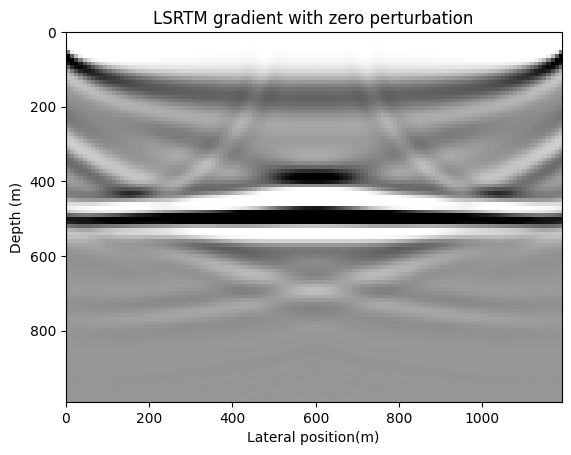 LSRTM gradient with zero perturbation
0
200
400
600
800
Depth (m)
0 200 400 600 800 1000
Lateral position(m)